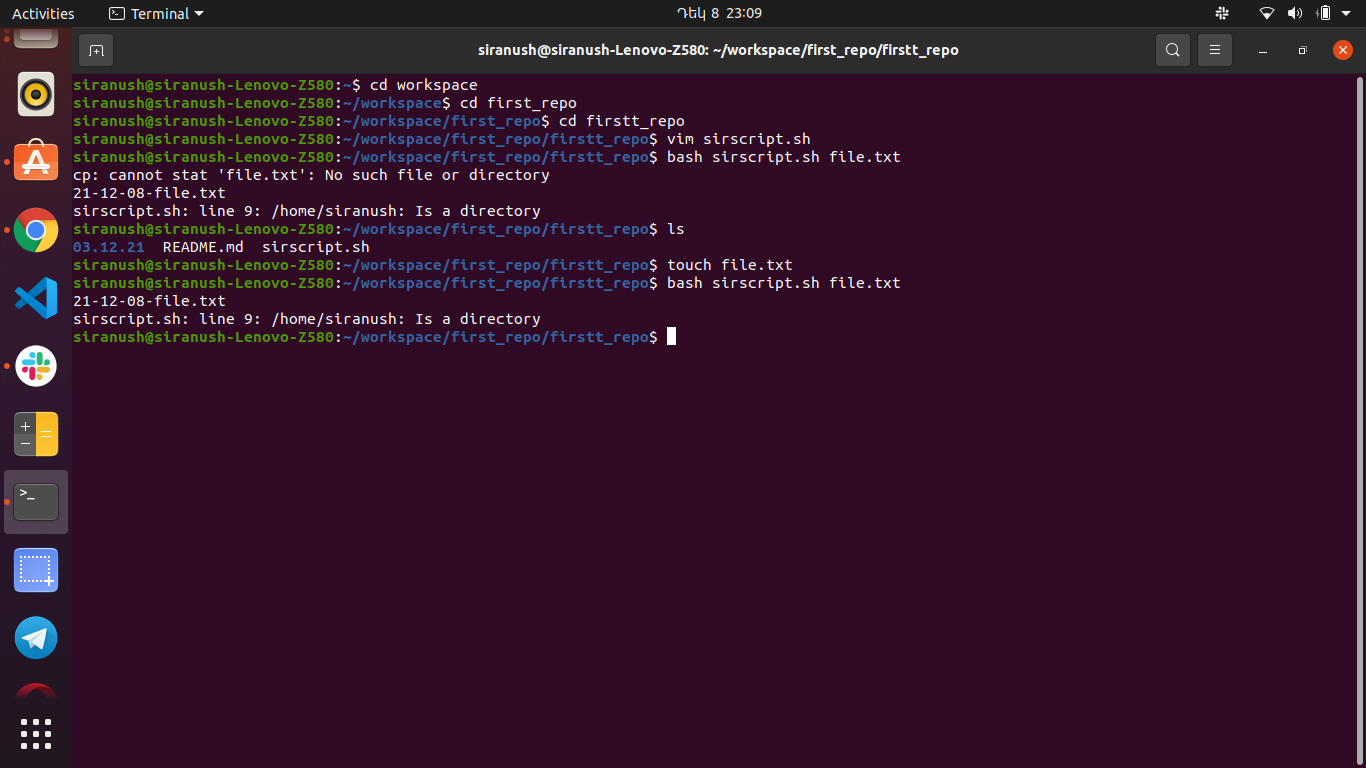 Activities
Terminal
Դեկ 8 23:09
siranush@siranush-Lenovo-Z580: ~/workspace/first_repo/firstt_repo
siranush@siranush-Lenovo-Z580:~$ cd workspace
siranush@siranush-Lenovo-Z580:~/workspace$ cd first_repo
siranush@siranush-Lenovo-Z580:~/workspace/first_repo$ cd firstt_repo
siranush@siranush-Lenovo-Z580:~/workspace/first_repo/firstt_repo$ vim sirscript.sh
siranush@siranush-Lenovo-Z580:~/workspace/first_repo/firstt_repo$ bash sirscript.sh file.txt
cp: cannot stat 'file.txt': No such file or directory
21-12-08-file.txt
sirscript.sh: line 9: /home/siranush: Is a directory
siranush@siranush-Lenovo-Z580:~/workspace/first_repo/firstt_repo$ ls
03.12.21  README.md  sirscript.sh
siranush@siranush-Lenovo-Z580:~/workspace/first_repo/firstt_repo$ touch file.txt
siranush@siranush-Lenovo-Z580:~/workspace/first_repo/firstt_repo$ bash sirscript.sh file.txt
21-12-08-file.txt
sirscript.sh: line 9: /home/siranush: Is a directory
siranush@siranush-Lenovo-Z580:~/workspace/first_repo/firstt_repo$